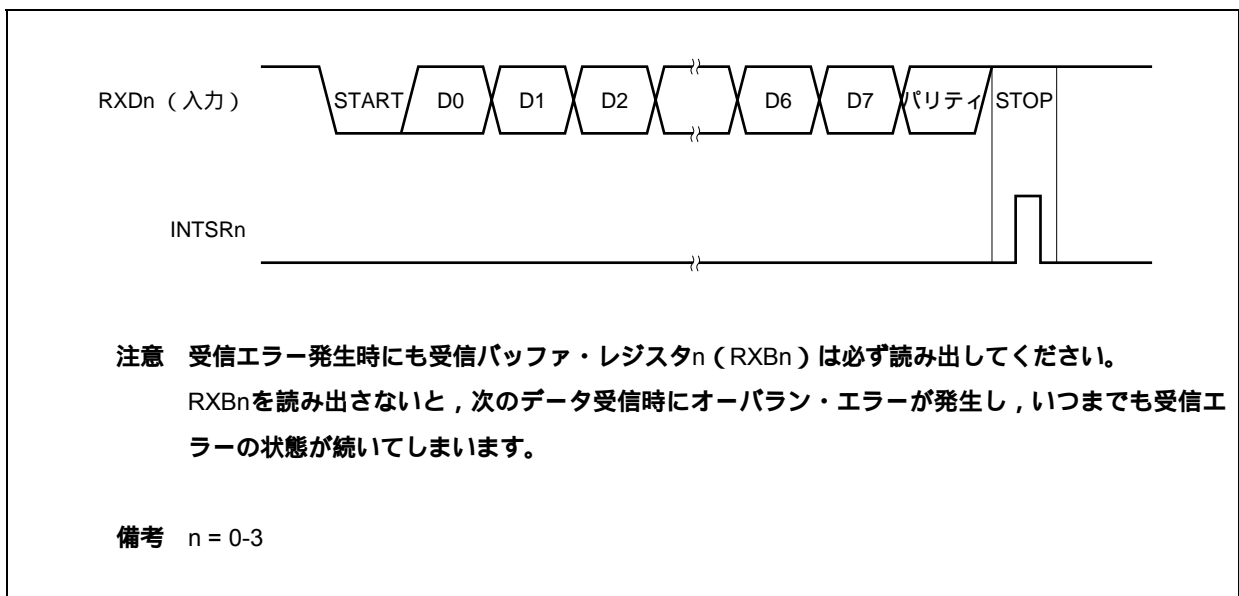 RXDn（入力） START D0 D1 D2 D6 D7 パリティ STOP
INTSRn
注意　受信エラー発生時にも受信バッファ・レジスタn（RXBn）は必ず読み出してください。
RXBnを読み出さないと，次のデータ受信時にオーバラン・エラーが発生し，いつまでも受信エ
ラーの状態が続いてしまいます。
備考　n = 0-3